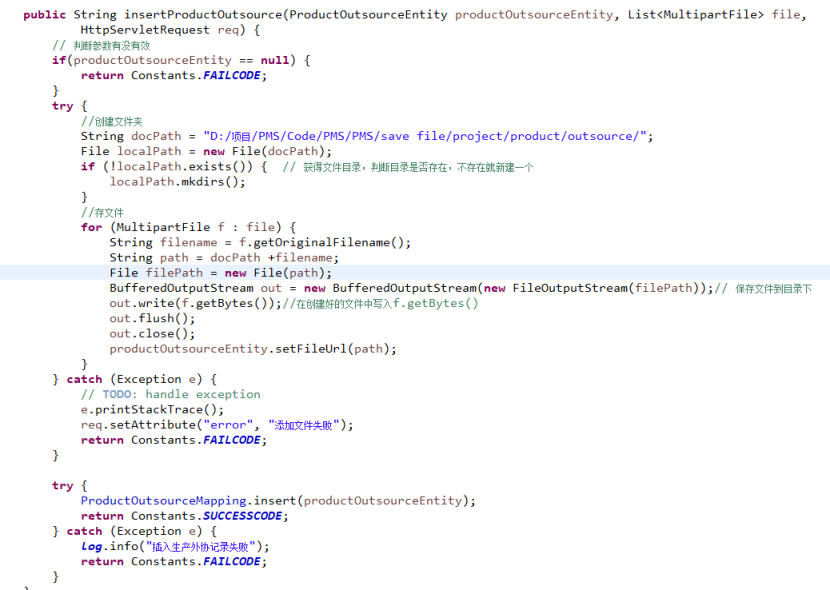 public String insertProductOutsource(ProductOutsourceEntity productOutsourceEntity, List<MultipartFile> file,
HttpServletRequest req) {
// 判断参数有没有效
if(productOutsourceEntity == null) {
return Constants.FAILCODE;
}
try {
//创建文件夹
String docPath = "D:/项目/PMS/Code/PMS/PMS/save file/project/product/outsource/";
File localPath = new File(docPath);
if (!localPath.exists()) {  // 获得文件目录，判断目录是否存在，不存在就新建一个
localPath.mkdirs();
}
//存文件
for (MultipartFile f : file) {
String filename = f.getOriginalFilename();
String path = docPath +filename;
File filePath = new File(path);
BufferedOutputStream out = new BufferedOutputStream(new FileOutputStream(filePath));// 保存文件到目录下
out.write(f.getBytes());//在创建好的文件中写入f.getBytes()
out.flush();
out.close();
productOutsourceEntity.setFileUrl(path);
}
} catch (Exception e) {
// TODO: handle exception
e.printStackTrace();
req.setAttribute("error", "添加文件失败");
return Constants.FAILCODE;
}
try {
ProductOutsourceMapping.insert(productOutsourceEntity);
return Constants.SUCCESSCODE;
} catch (Exception e) {
Log.info("插入生产外协记录失败");
return Constants.FAILCODE;
}